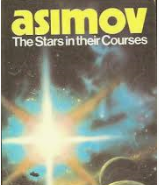 asimov
The Stars in their Courses